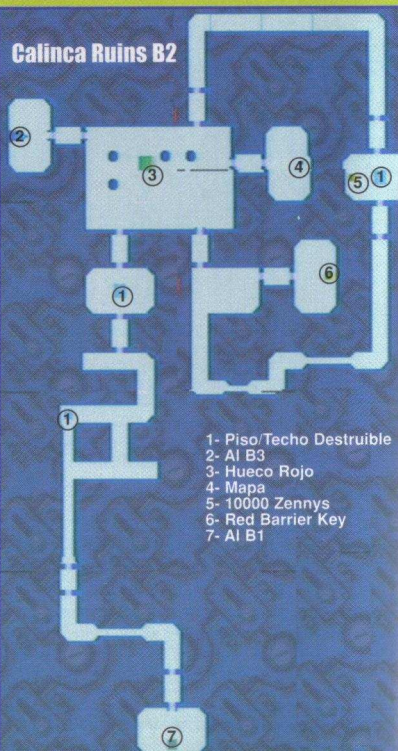 Calinca Ruins B2
2
3
4
5 1
1
6
1
1- Piso/Techo Destruible
2- Al B3
3- Hueco Rojo
4- Mapa
5- 10000 Zennys
6- Red Barrier Key
7- Al B1
7